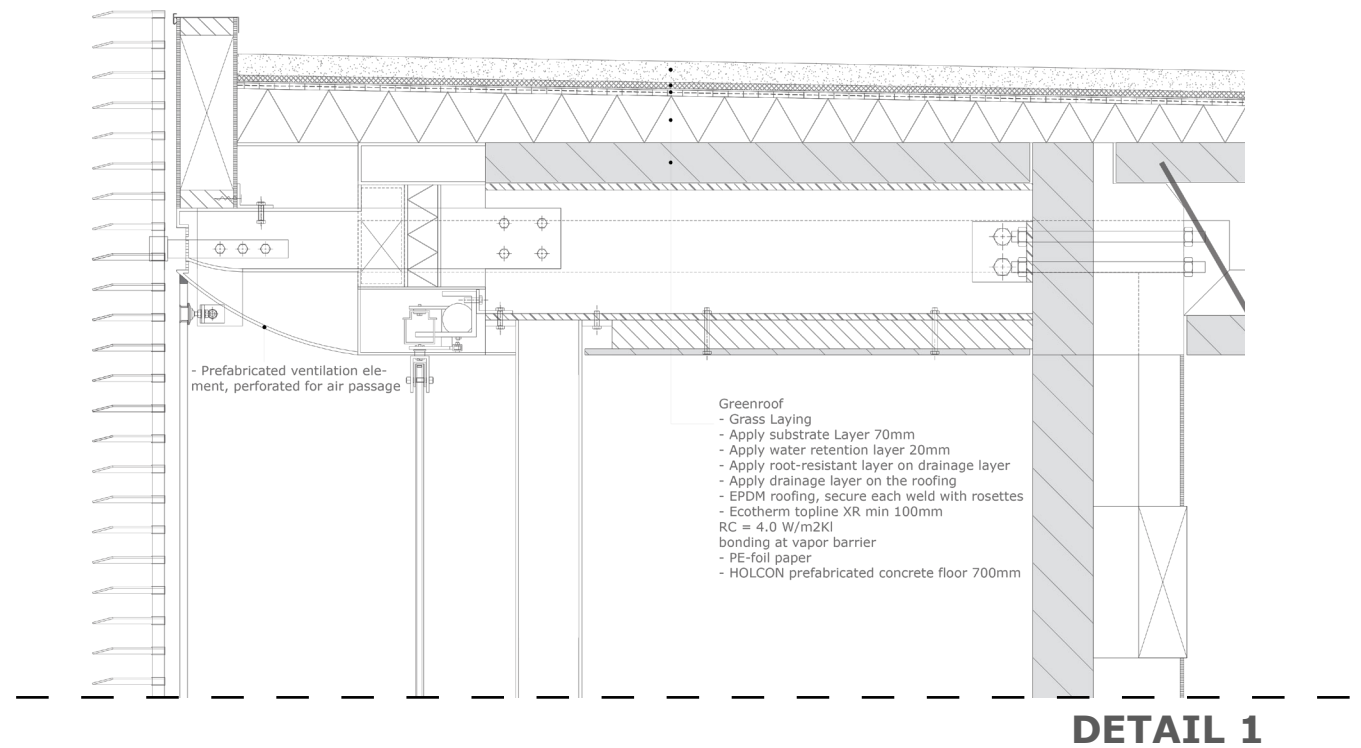 - Prefabricated ventilation ele-
ment, perforated for air passage
Greenroof
- Grass Laying
- Apply substrate Layer 70mm
- Apply water retention layer 20mm
- Apply root-resistant layer on drainage layer
- Apply drainage layer on the roofing
- EPDM roofing, secure each weld with rosettes
- Ecotherm topline XR min 100mm
RC = 4.0 W/m2Kl
bonding at vapor barrier
- PE-foil paper
- HOLCON prefabricated concrete floor 700mm
DETAIL 1